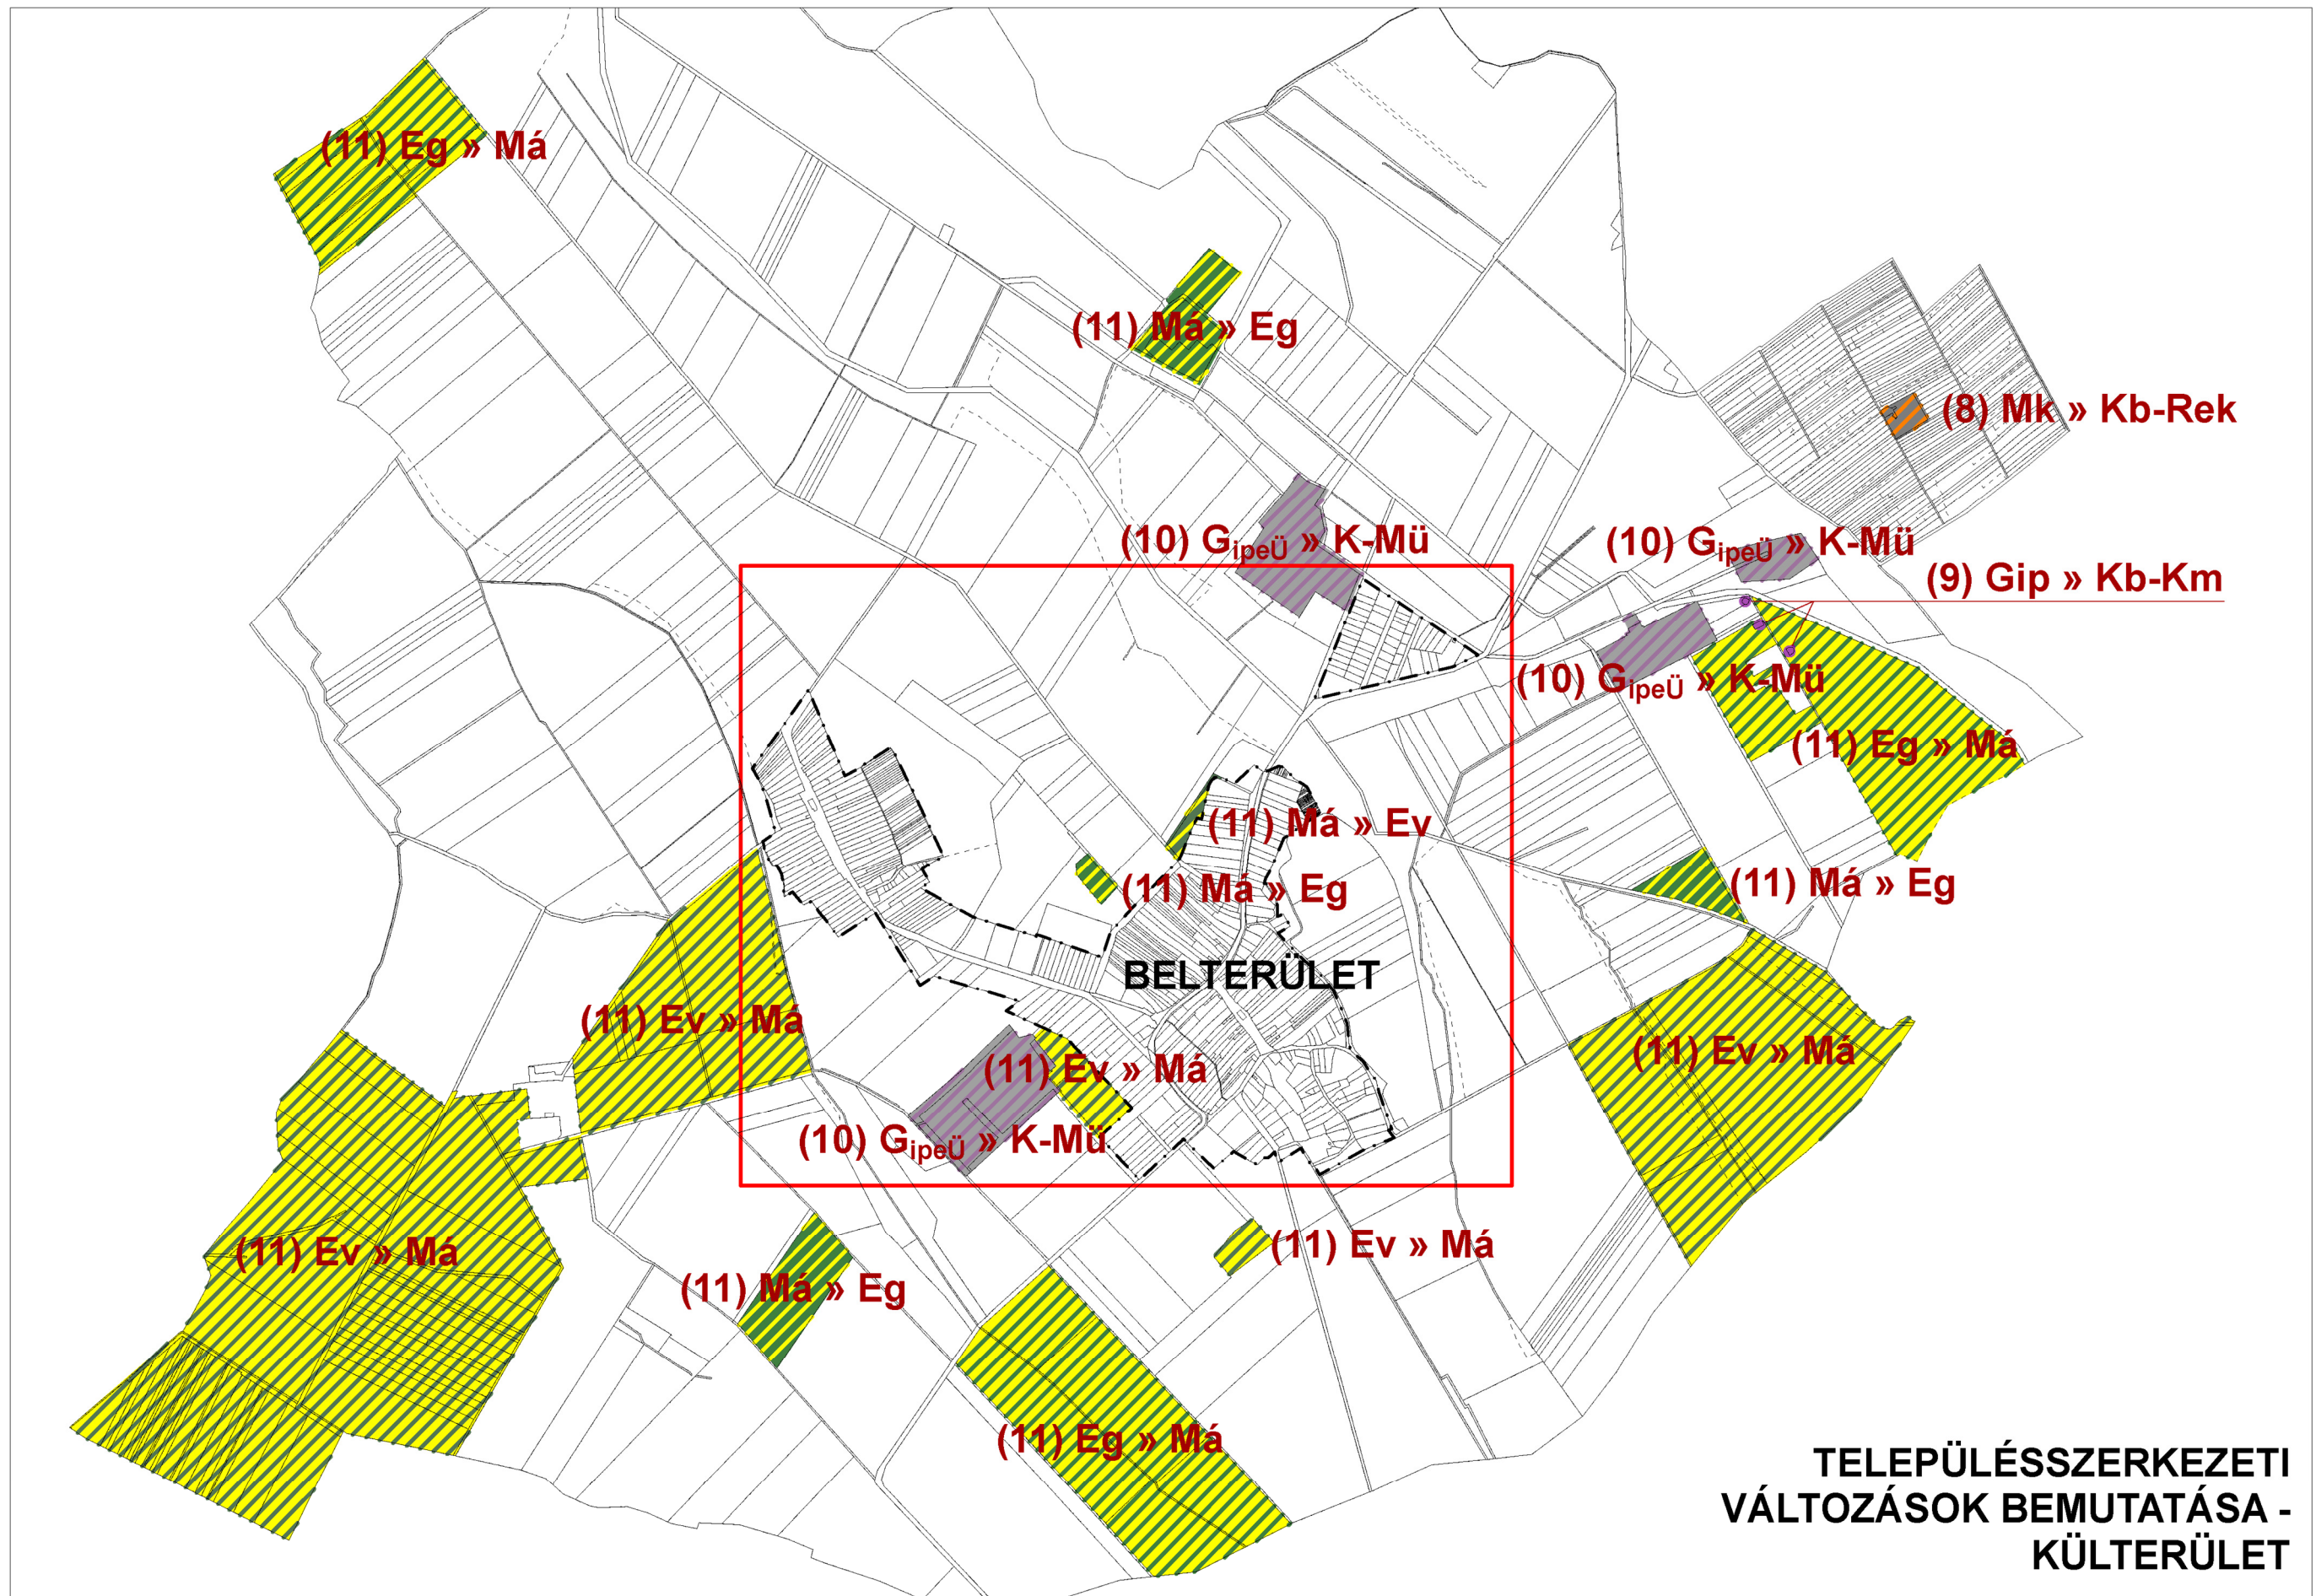 (11) Eg » Má
(11) Má » Eg
(8) Mk » Kb-Rek
(10) GipeÜ » K-Mü
(10) GipeÜ » K-Mü
(9) Gip » Kb-Km
(10) GipeÜ » K-Mü
(11) Eg » Má
(11) Má » Ev
(11) Má » Eg
(11) Má » Eg
BELTERÜLET
(11) Ev » Má
(11) Ev » Má
(11) Ev » Má
(10) GipeÜ » K-Mü
(11) Ev » Má
(11) Ev » Má
(11) Má » Eg
(11) Eg » Má
TELEPÜLÉSSZERKEZETI
VÁLTOZÁSOK BEMUTATÁSA -
KÜLTERÜLET